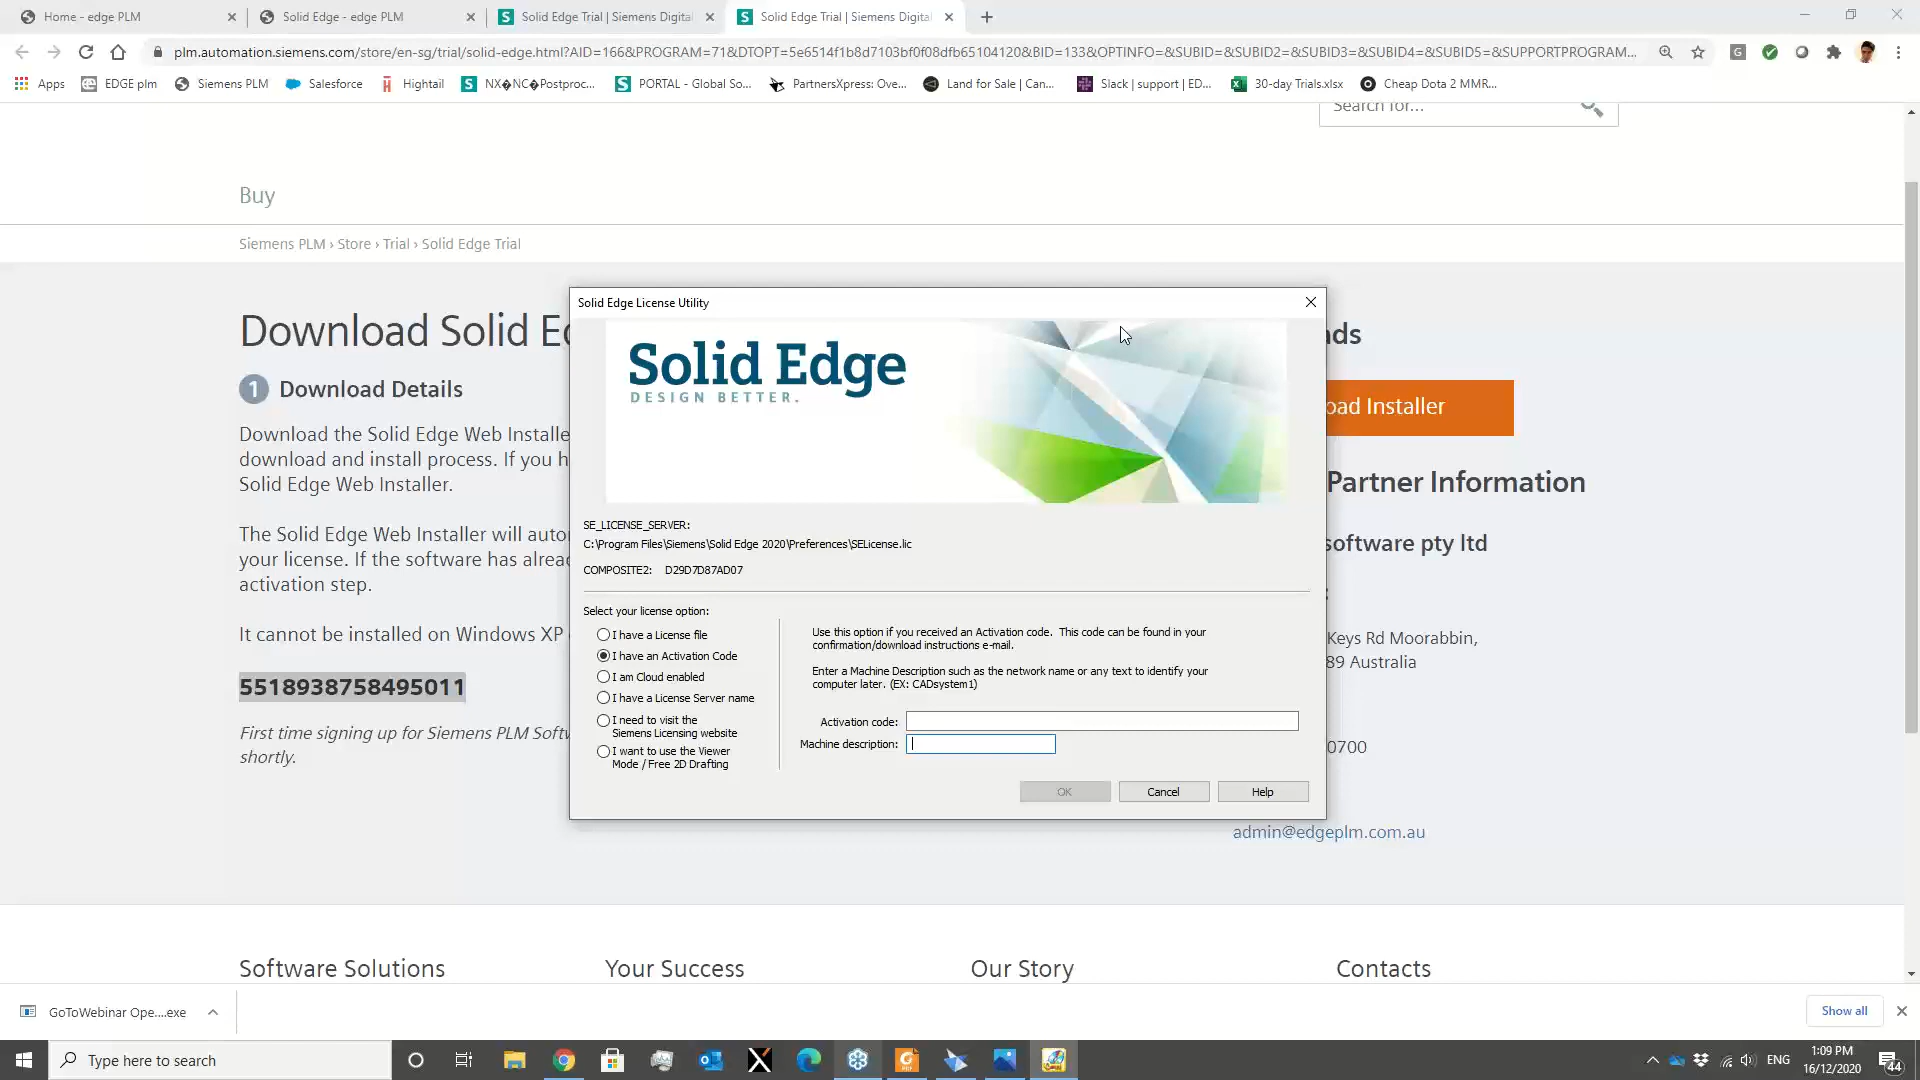 Home - edge PLM
Solid Edge - edge PLM
Solid Edge Trial | Siemens Digital
Solid Edge Trial | Siemens Digital
plm.automation.siemens.com/store/en-sg/trial/solid-edge.html?AID=166&PROGRAM=71&DTOPT=5e6514f1b8d7103bf0f08dfb65104120&BID=133&OPTINFO=&SUBID=&SUBID2=&SUBID3=&SUBID4=&SUBID5=&SUPPORTPROGRAM...
Apps
EDGE plm
Siemens PLM
Salesforce
Hightail
NX�NC�Postproc...
PORTAL - Global So...
PartnersXpress: Ove...
Land for Sale | Can...
Slack | support | ED...
30-day Trials.xlsx
Cheap Dota 2 MMR...
Search for...
Buy
Siemens PLM › Store › Trial › Solid Edge Trial
Download Solid Ed
1 Download Details
Download the Solid Edge Web Installe
download and install process. If you h
Solid Edge Web Installer.
The Solid Edge Web Installer will auto
your license. If the software has alrea
activation step.
It cannot be installed on Windows XP
5518938758495011
First time signing up for Siemens PLM Softw
shortly.
Solid Edge License Utility
Solid Edge
DESIGN BETTER.
SE_LICENSE_SERVER:
C:\Program Files\Siemens\Solid Edge 2020\Preferences\SELicense.lic
COMPOSITE2: D29D7D87AD07
Select your license option:
I have a License file
I have an Activation Code
I am Cloud enabled
I have a License Server name
I need to visit the
Siemens Licensing website
I want to use the Viewer
Mode / Free 2D Drafting
Use this option if you received an Activation code. This code can be found in your
confirmation/download instructions e-mail.
Enter a Machine Description such as the network name or any text to identify your
computer later. (EX: CADsystem1)
Activation code:
Machine description:
OK
Cancel
Help
ads
oad Installer
Partner Information
software pty ltd
:
Keys Rd Moorabbin,
89 Australia
0700
admin@edgeplm.com.au
Software Solutions
Your Success
Our Story
Contacts
GoToWebinar Ope....exe
Show all
Type here to search
ENG
1:09 PM
16/12/2020
44